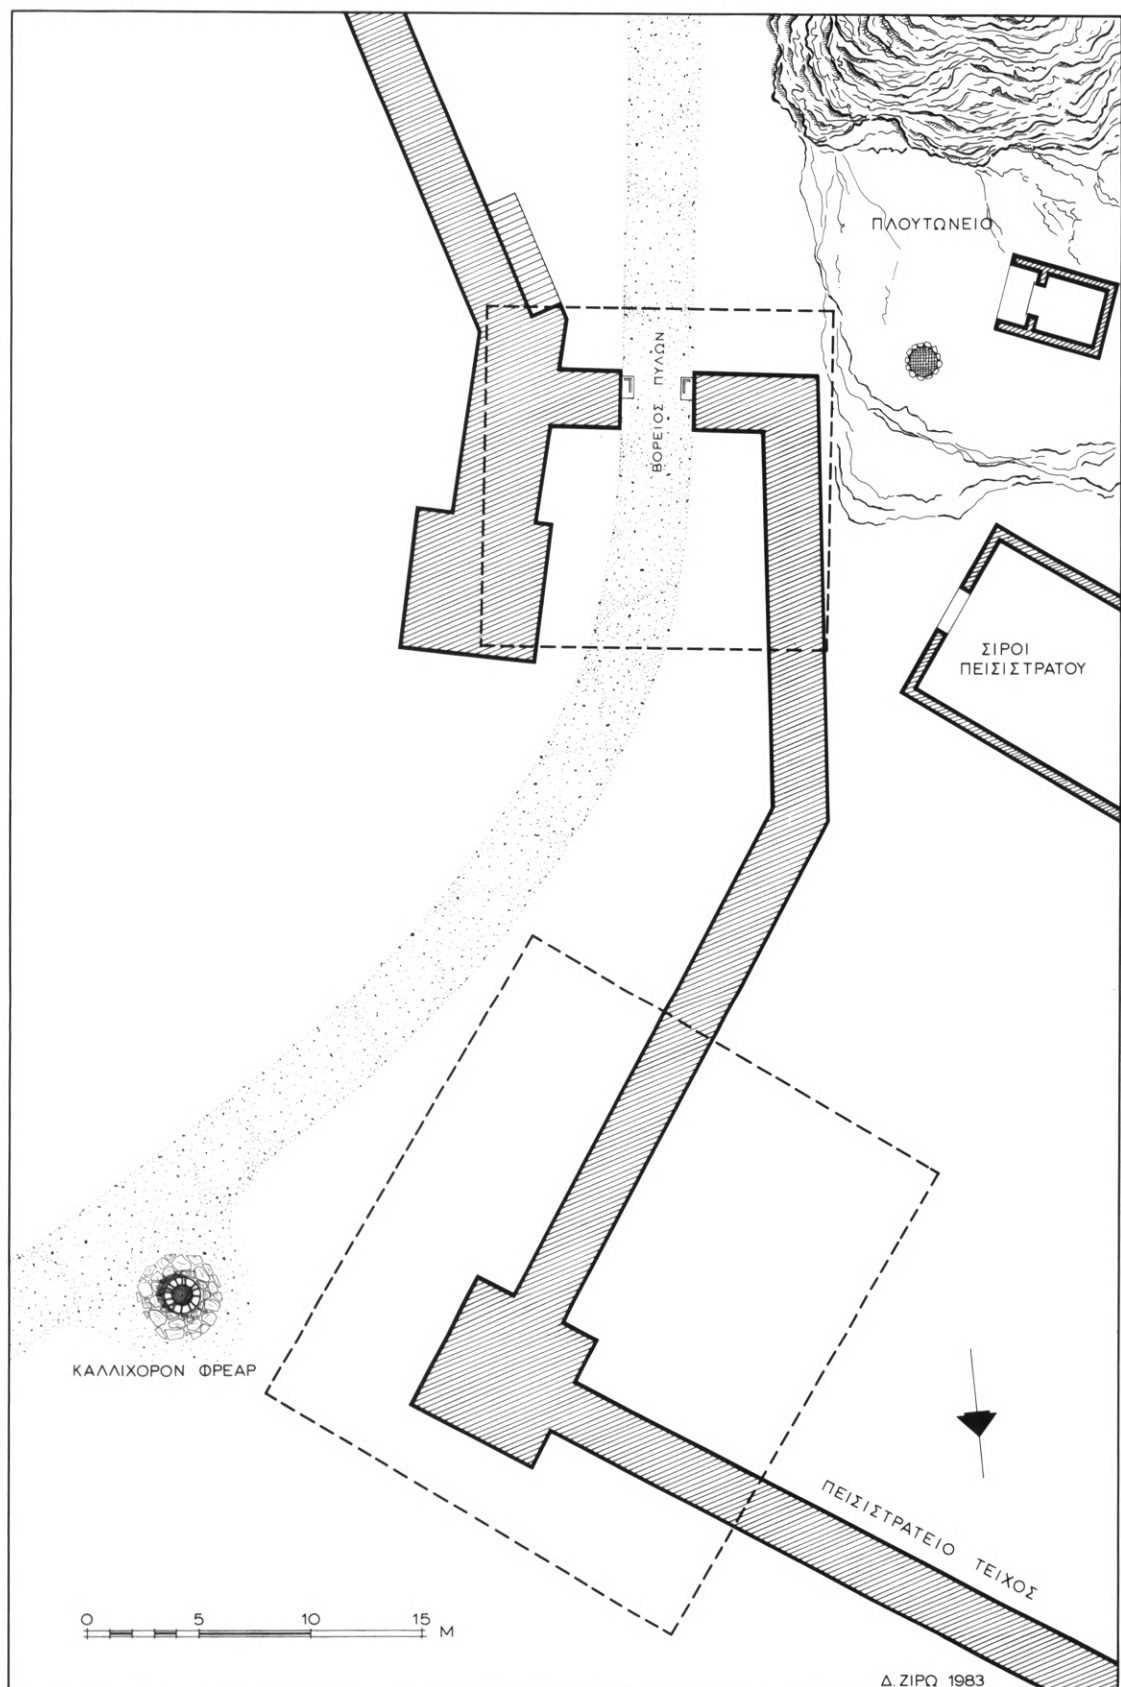 ΠΛΟΥΤΩΝΕΙΟ
ΒΟΡΕΙΟΣ ΠΥΛΩΝ
ΣΙΡΟΙ
ΠΕΙΣΙΣΤΡΑΤΟΥ
ΚΑΛΛΙΧΟΡΟΝ ΦΡΕΑΡ
ΠΕΙΣΙΣΤΡΑΤΕΙΟ ΤΕΙΧΟΣ
0 5 10 15 Μ
Δ. ΖΙΡΩ 1983